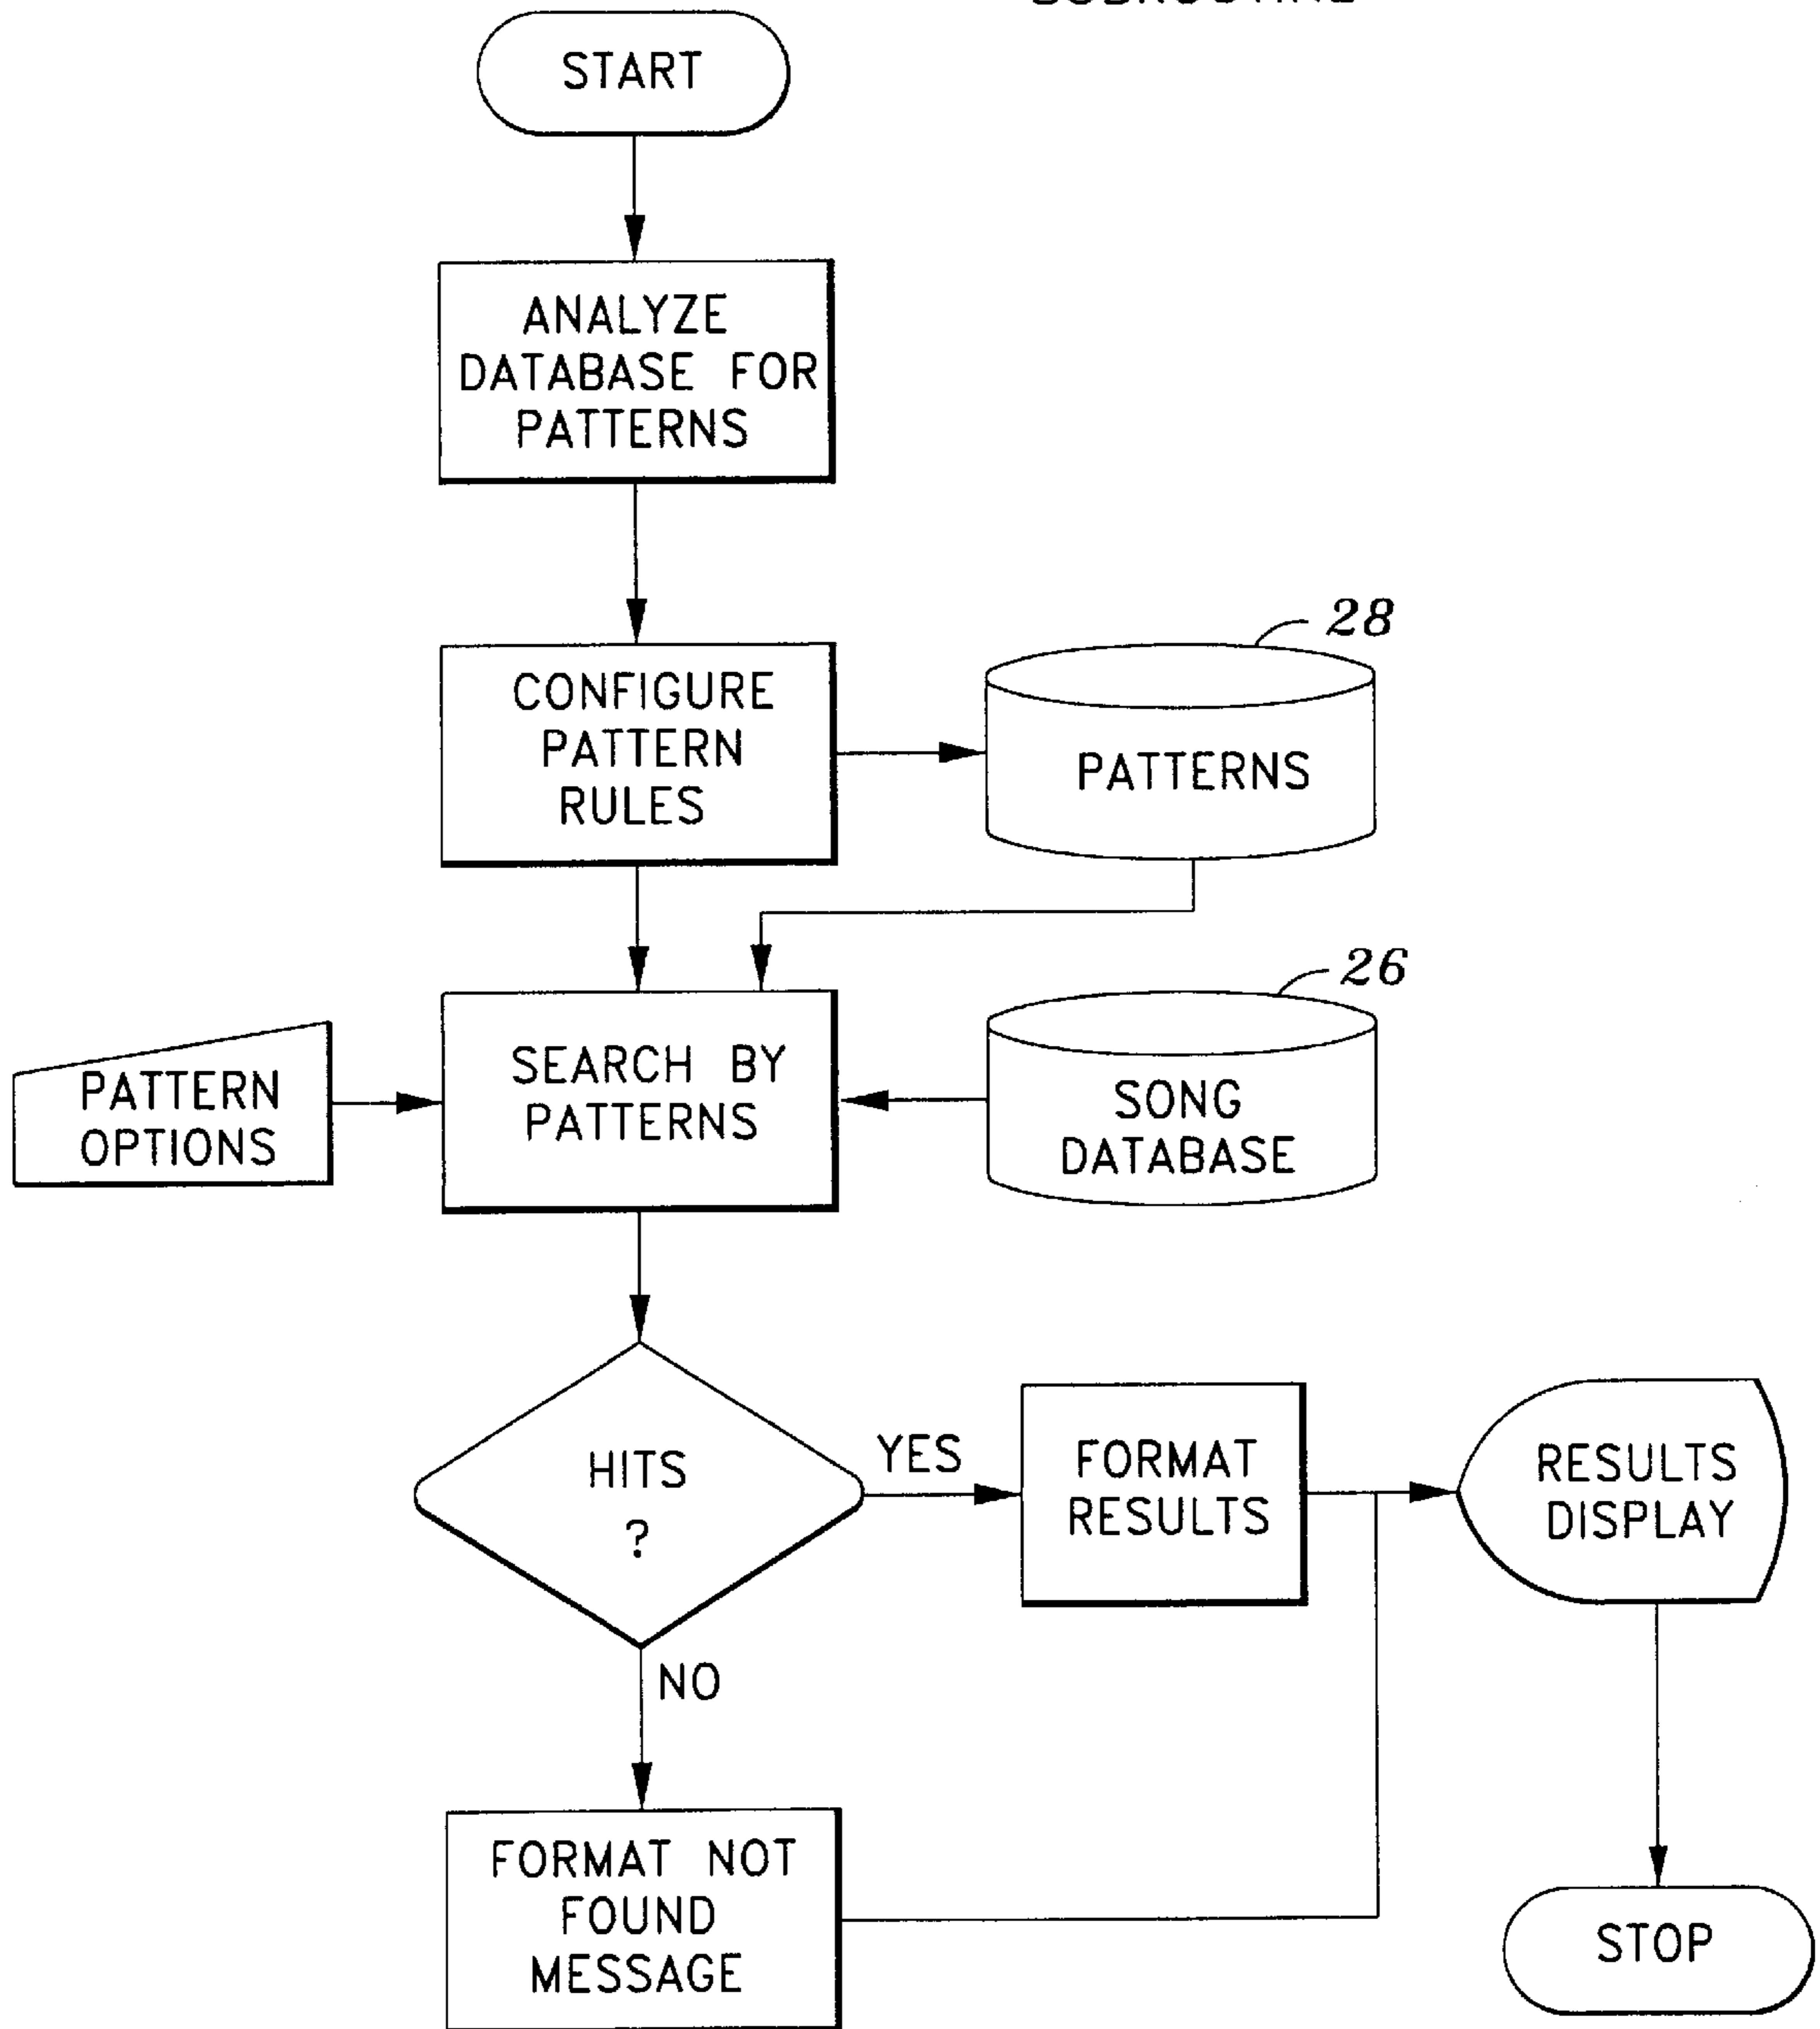 START
ANALYZE
DATABASE FOR
PATTERNS
CONFIGURE
PATTERN
RULES
28
PATTERNS
26
PATTERN
OPTIONS
SEARCH BY
PATTERNS
SONG
DATABASE
HITS
?
YES
FORMAT
RESULTS
RESULTS
DISPLAY
NO
FORMAT NOT
FOUND
MESSAGE
STOP